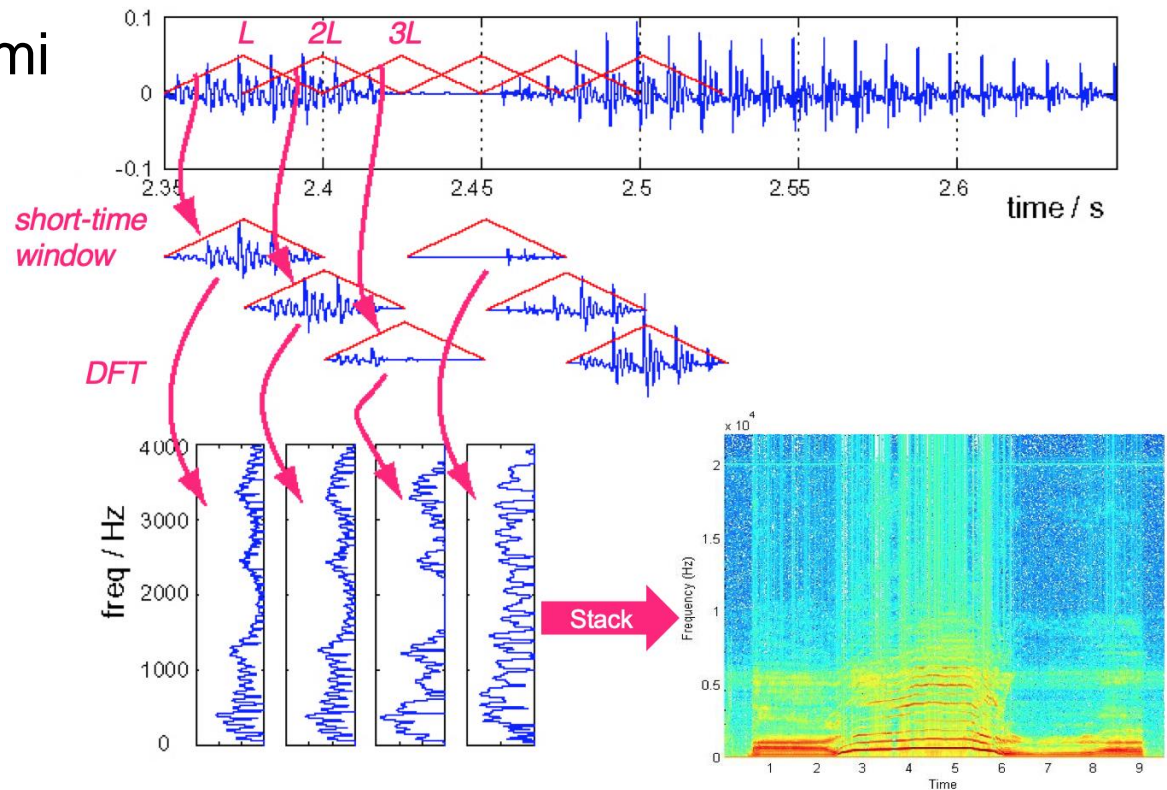 mi
0.1
L 2L 3L
0
-0.1
2.35 2.4 2.45 2.5 2.55 2.6
time / s
short-time
window
DFT
4000
3000
2000
1000
0
freq / Hz
Stack
x 10^4
2
1.5
1
0.5
0
Frequency (Hz)
1 2 3 4 5 6 7 8 9
Time